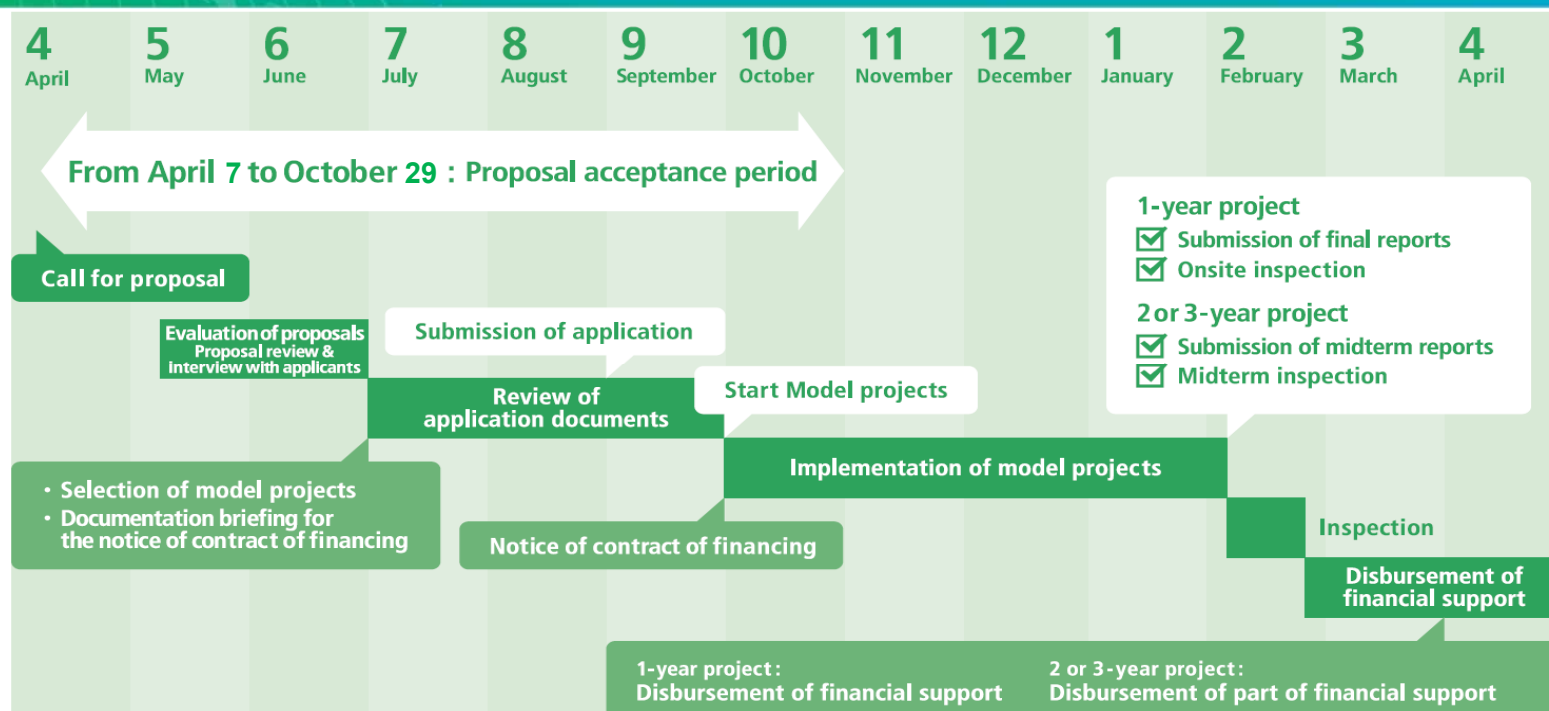 4 5 6 7 8 9 10 11 12 1 2 3 4
April May June July August September October November December January February March April
From April 7 to October 29 : Proposal acceptance period
Call for proposal
1-year project
Submission of final reports
Onsite inspection
2 or 3-year project
Submission of midterm reports
Midterm inspection
Evaluation of proposals
Proposal review &
Interview with applicants
Submission of application
Review of
application documents
Start Model projects
Implementation of model projects
・Selection of model projects
・Documentation briefing for
the notice of contract of financing
Notice of contract of financing
Inspection
Disbursement of
financial support
1-year project :
Disbursement of financial support
2 or 3-year project :
Disbursement of part of financial support